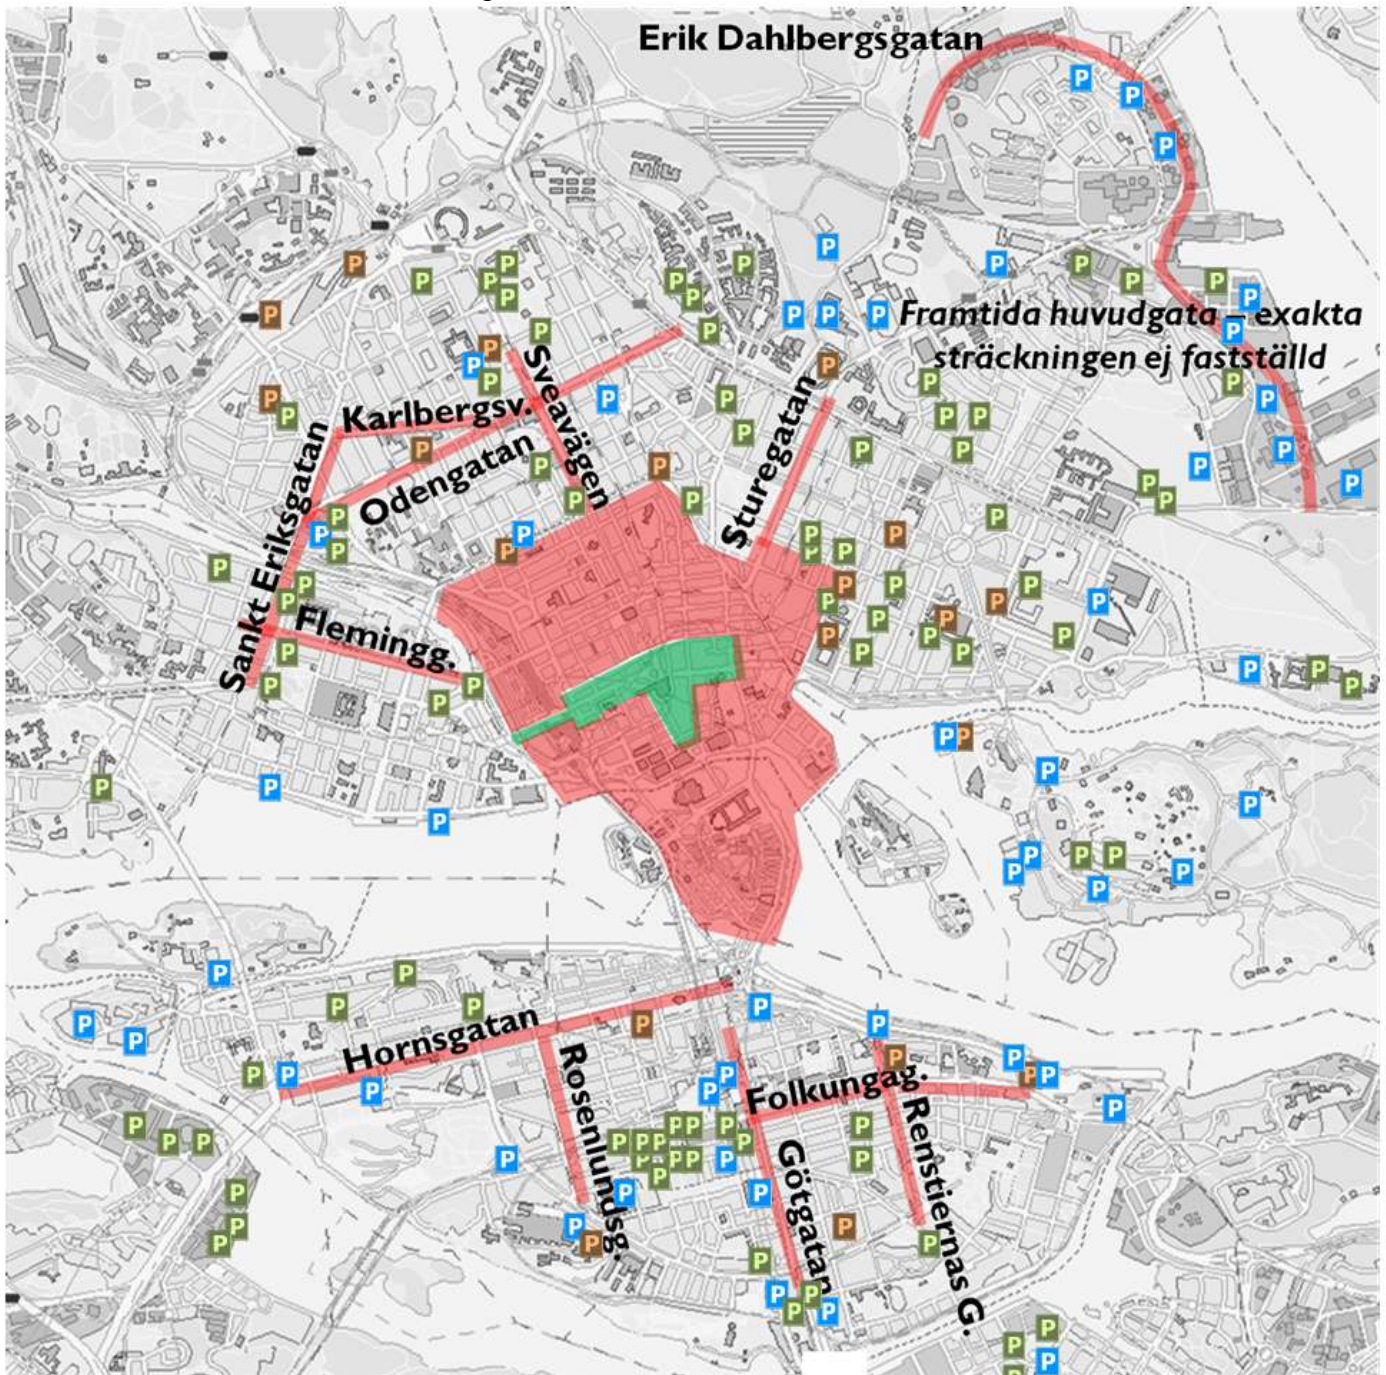 Erik Dahlbergsgatan
Framtida huvudgata – exakta
sträckningen ej fastställd
Sveavägen
Karlbergsv.
Odengatan
Sturegatan
Sankt Eriksgatan
Flemingg.
Hornsgatan
Rosenlundsg.
Folkungag.
Götgatan
Renstiernas G.